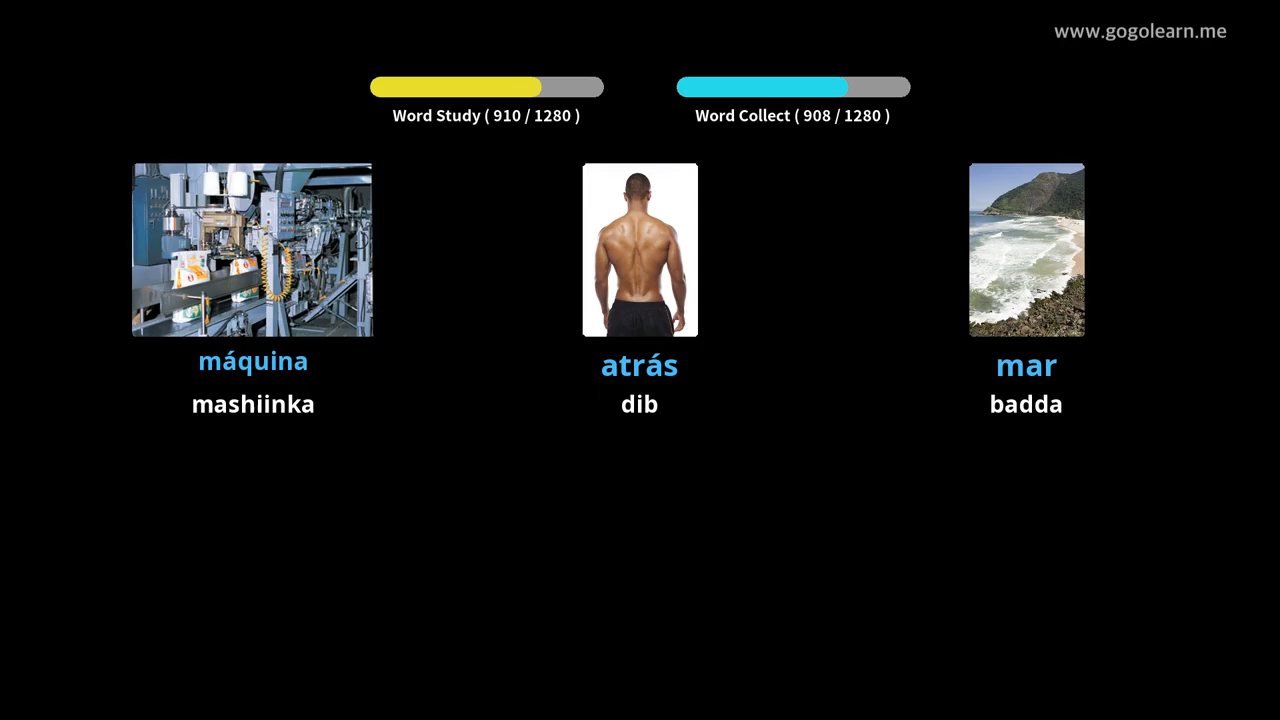 www.gogolearn.me
Word Study ( 910 / 1280 )
Word Collect ( 908 / 1280 )
máquina
atrás
mar
mashiinka
dib
badda